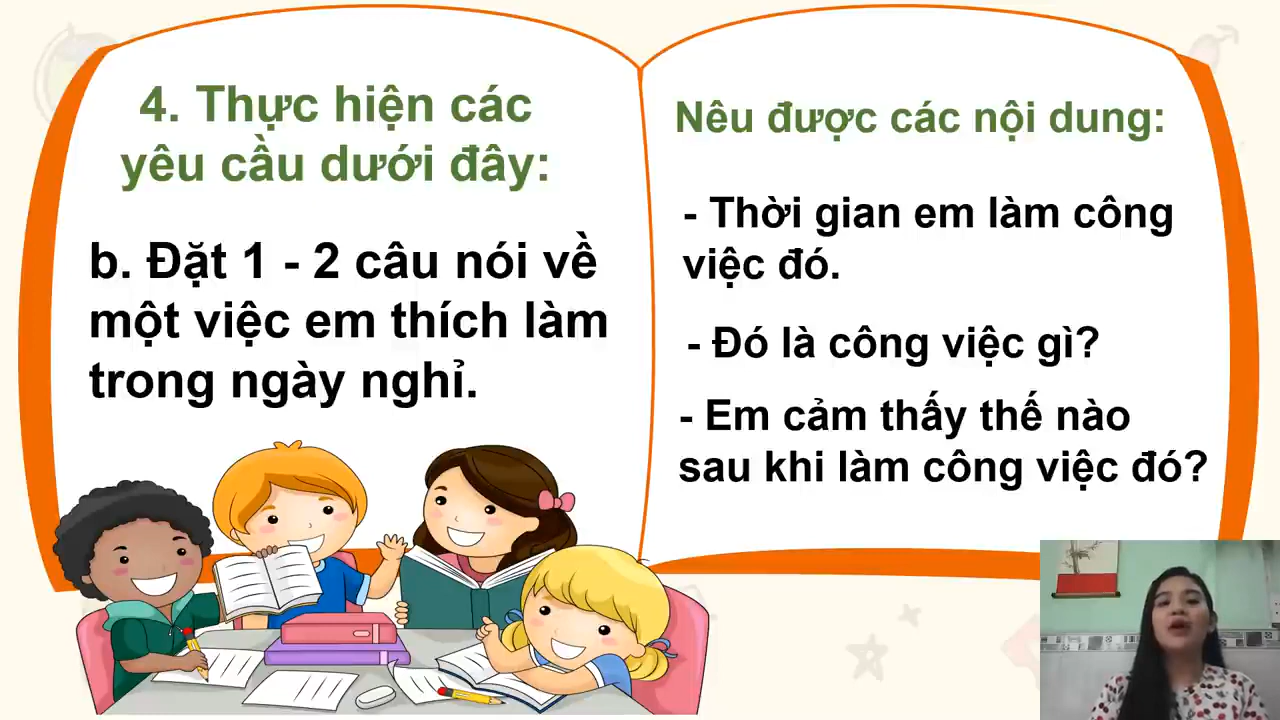 4. Thực hiện các
yêu cầu dưới đây:
b. Đặt 1 - 2 câu nói về
một việc em thích làm
trong ngày nghỉ.
Nêu được các nội dung:
- Thời gian em làm công
việc đó.
- Đó là công việc gì?
- Em cảm thấy thế nào
sau khi làm công việc đó?